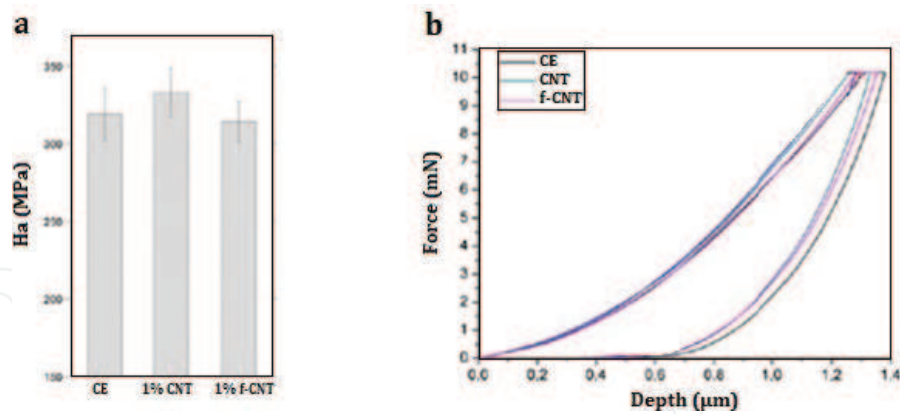 a
Ha (MPa)
350
300
250
200
150
CE 1% CNT 1% f-CNT
b
Force (mN)
11
10
9
8
7
6
5
4
3
2
1
0
CE
CNT
f-CNT
0.0 0.2 0.4 0.6 0.8 1.0 1.2 1.4
Depth (μm)